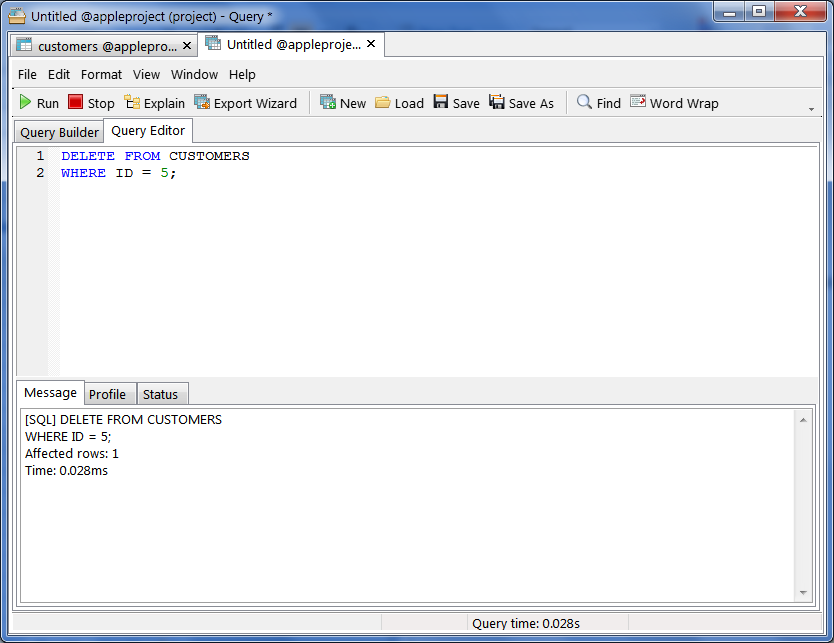 Untitled @appleproject (project) - Query *
customers @applepro... Untitled @appleproje...
File Edit Format View Window Help
Run Stop Explain Export Wizard New Load Save Save As Find Word Wrap
Query Builder Query Editor
1 DELETE FROM CUSTOMERS
2 WHERE ID = 5;
Message Profile Status
[SQL] DELETE FROM CUSTOMERS
WHERE ID = 5;
Affected rows: 1
Time: 0.028ms
Query time: 0.028s